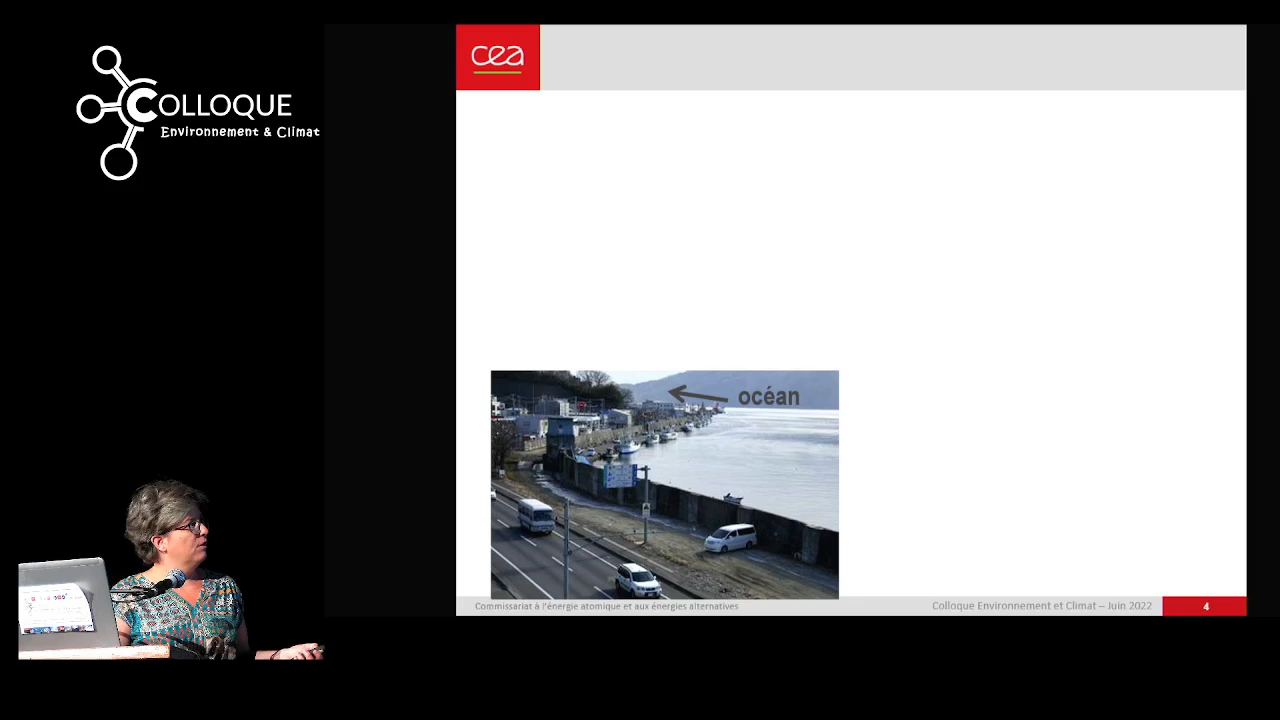 COLLOQUE
Environnement & Climat
cea
océan
Commissariat à l'énergie atomique et aux énergies alternatives
Colloque Environnement et Climat – Juin 2022
4